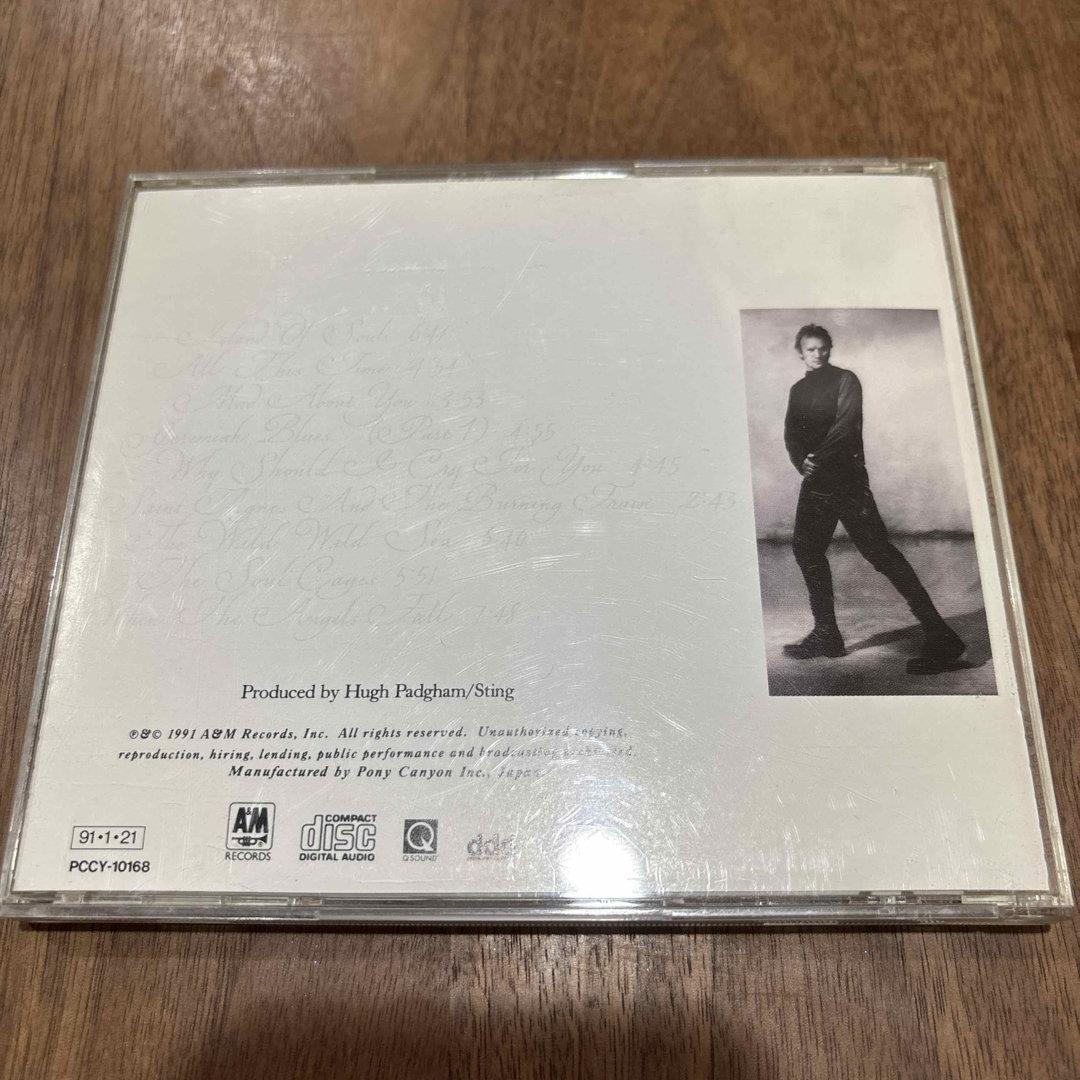 Island Of Souls 6·41
All This Time 4·54
Mad About You 3·53
Jeremiah Blues (Part 1) 4·55
Why Should I Cry For You 4·45
Saint Agnes And The Burning Train 2·43
The Wild Wild Sea 6·40
The Soul Cages 5·51
When The Angels Fall 7·48
Produced by Hugh Padgham/Sting
℗&© 1991 A&M Records, Inc. All rights reserved. Unauthorized copying,
reproduction, hiring, lending, public performance and broadcasting prohibited.
Manufactured by Pony Canyon Inc., Japan.
91·1·21
PCCY-10168
A&M
RECORDS
COMPACT
disc
DIGITAL AUDIO
Q
Q SOUND